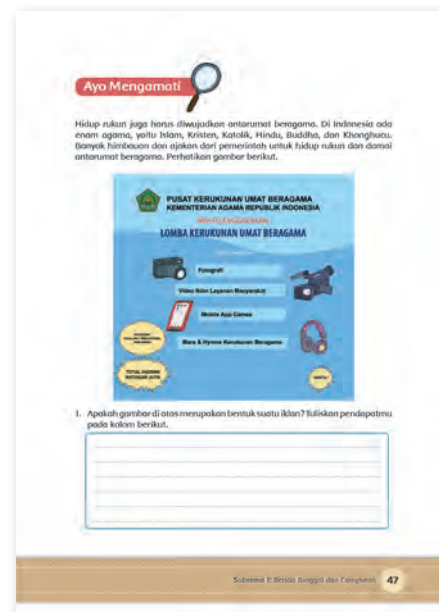 Ayo Mengamati
Hidup rukun juga harus diwujudkan antarumat beragama. Di Indonesia ada
enam agama, yaitu Islam, Kristen, Katolik, Hindu, Buddha, dan Khonghucu.
Banyak himbauan dan ajakan dari pemerintah untuk hidup rukun dan damai
antarumat beragama. Perhatikan gambar berikut.
PUSAT KERUKUNAN UMAT BERAGAMA
KEMENTERIAN AGAMA REPUBLIK INDONESIA
LOMBA KERUKUNAN UMAT BERAGAMA
Fotografi
Video Iklan Layanan Masyarakat
Mobile App Games
Mars & Hymne Kerukunan Beragama
TOTAL HADIAH
1. Apakah gambar di atas merupakan bentuk suatu iklan? Tuliskan pendapatmu
pada kolom berikut.
Subtema 1: Benda Tunggal dan Campuran 47